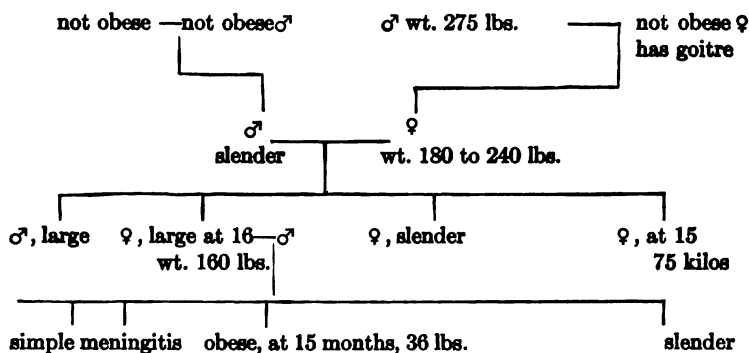 not obese — not obese♂ ♂ wt. 275 lbs. — not obese ♀
has goitre
♂ ♀
slender wt. 180 to 240 lbs.
♂, large ♀, large at 16—♂ ♀, slender ♀, at 15
wt. 160 lbs. 75 kilos
simple meningitis obese, at 15 months, 36 lbs. slender